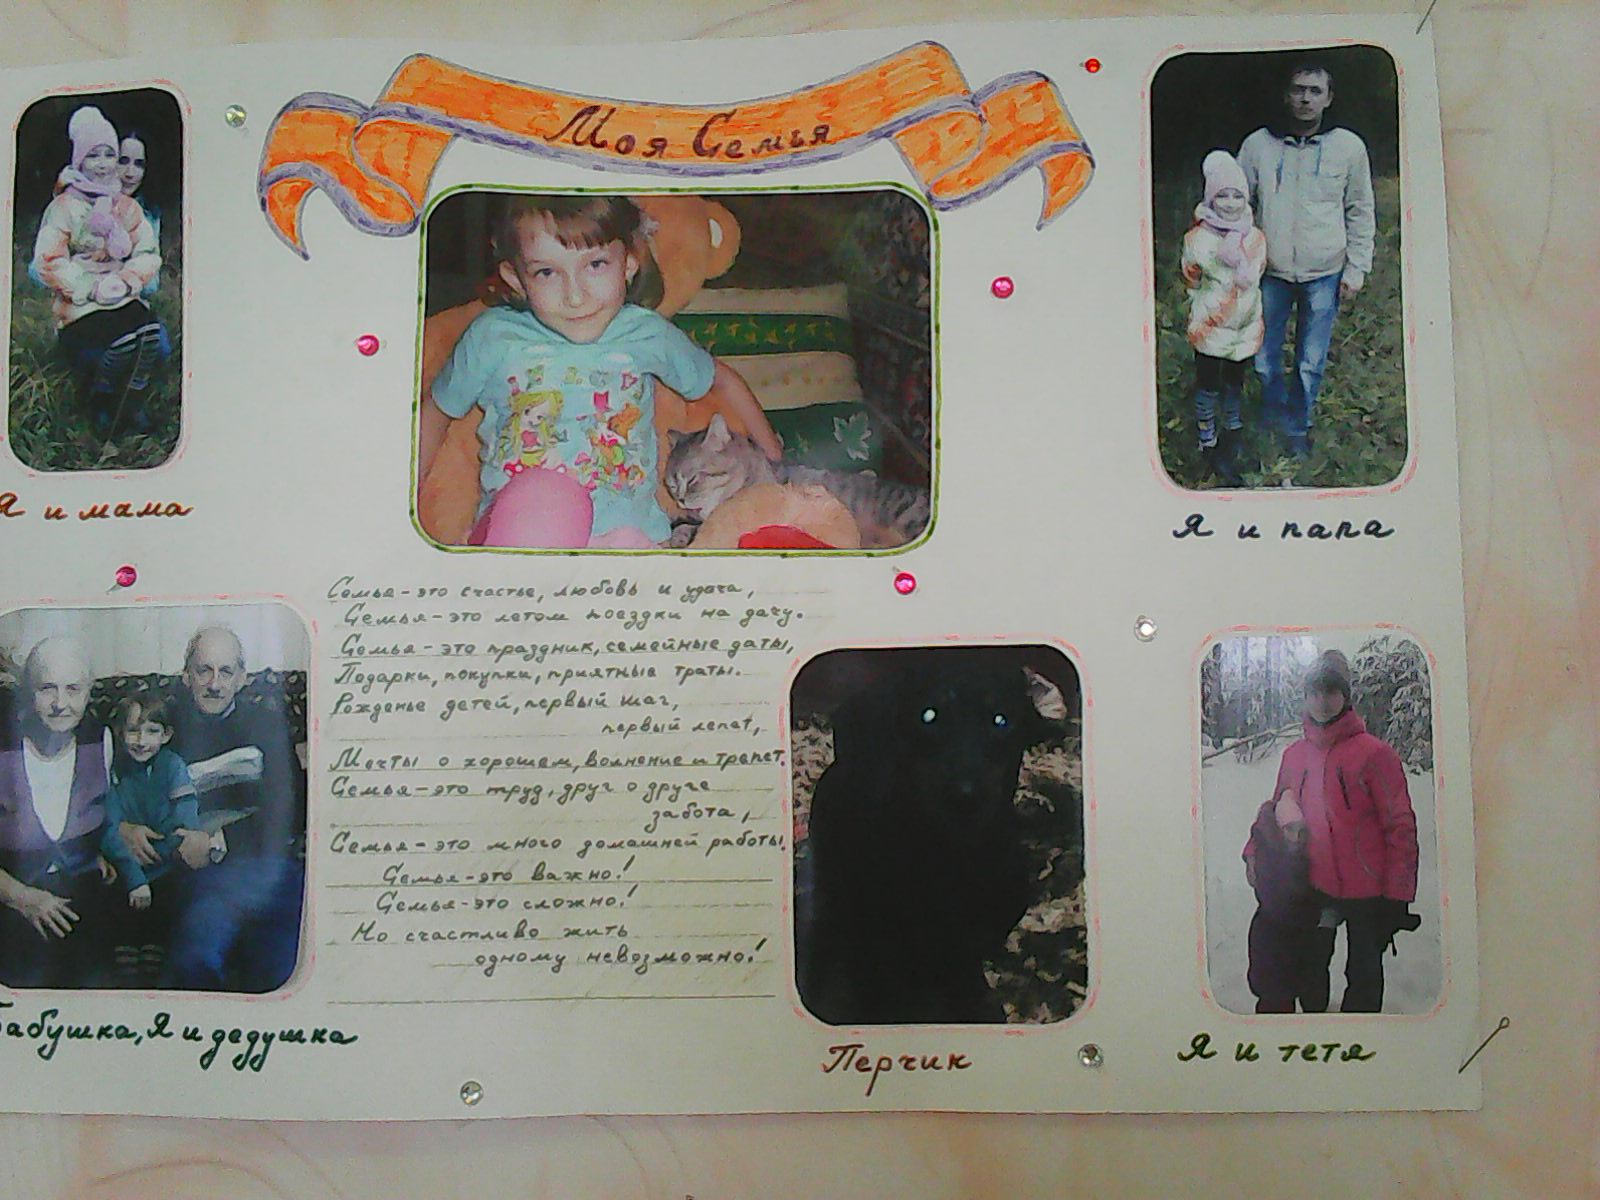 Моя Семья
Я и мама
Я и папа
Семья - это счастье, любовь и удача,
Семья - это летом поездки на дачу.
Семья - это праздник, семейные даты,
Подарки, покупки, приятные траты.
Рожденье детей, первый шаг,
первый лепет,
Мечты о хорошем, волнение и трепет.
Семья - это труд, друг о друге
забота,
Семья - это много домашней работы.
Семья - это важно!
Семья - это сложно!
Но счастливо жить
одному невозможно!
Бабушка, Я и дедушка
Перчик
Я и тетя